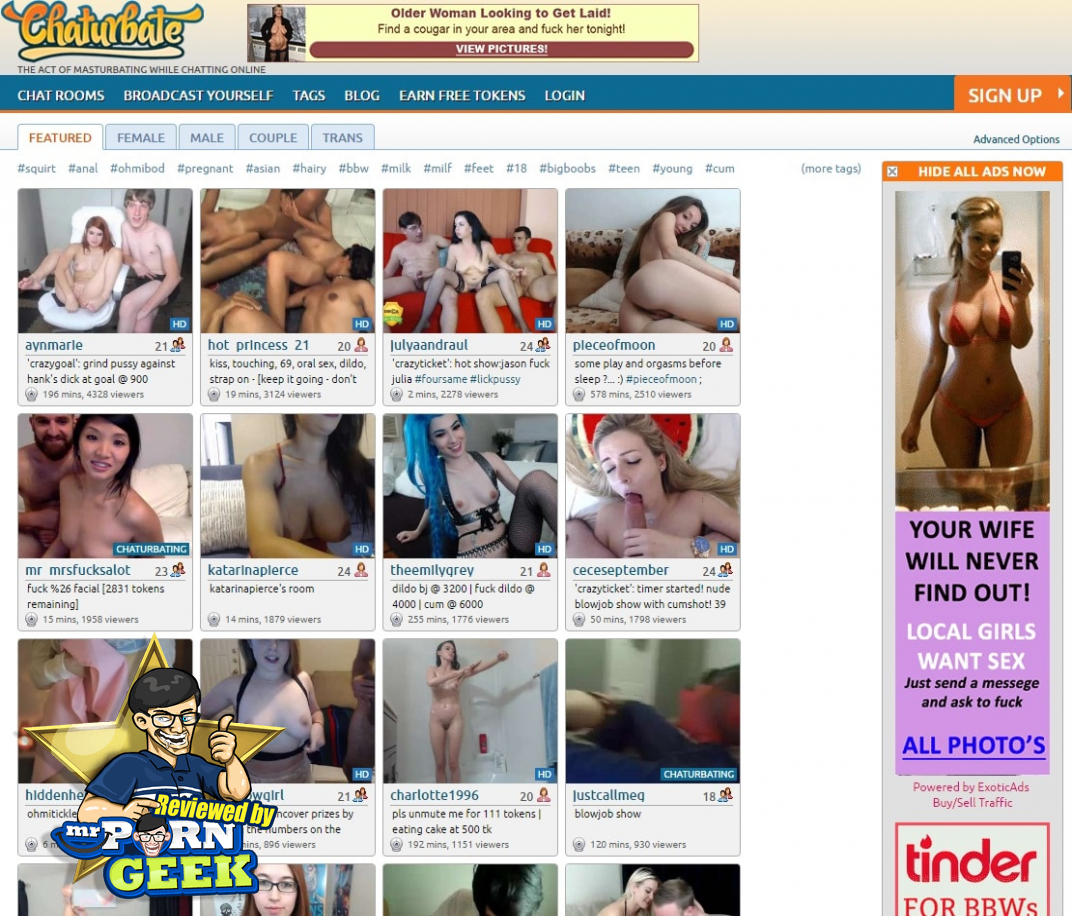 Chaturbate
THE ACT OF MASTURBATING WHILE CHATTING ONLINE
Older Woman Looking to Get Laid!
Find a cougar in your area and fuck her tonight!
VIEW PICTURES!
CHAT ROOMS BROADCAST YOURSELF TAGS BLOG EARN FREE TOKENS LOGIN SIGN UP
FEATURED FEMALE MALE COUPLE TRANS Advanced Options
#squirt #anal #ohmibod #pregnant #asian #hairy #bbw #milk #milf #feet #18 #bigboobs #teen #young #cum (more tags)
HD HD HD HD
aynmarie 21 hot_princess_21 20 julyaandraul 24 pieceofmoon 20
'crazygoal': grind pussy against kiss, touching, 69, oral sex, dildo, 'crazyticket': hot show:jason fuck some play and orgasms before
hank's dick at goal @ 900 strap on - [keep it going - don't julia #foursame #lickpussy sleep ?... :) #pieceofmoon ;
196 mins, 4328 viewers 19 mins, 3124 viewers 2 mins, 2278 viewers 578 mins, 2510 viewers
CHATURBATING HD HD HD
mr_mrsfucksalot 23 katarinapierce 24 theemilygrey 21 ceceseptember 24
fuck %26 facial [2831 tokens katarinapierce's room dildo bj @ 3200 | fuck dildo @ 'crazyticket': timer started! nude
remaining] 4000 | cum @ 6000 blowjob show with cumshot! 39
15 mins, 1958 viewers 14 mins, 1879 viewers 255 mins, 1776 viewers 50 mins, 1798 viewers
HD HD CHATURBATING
21 charlotte1996 20 justcallmeg 18
ohmitickle prizes by pls unmute me for 111 tokens | blowjob show
numbers on the eating cake at 500 tk
mins, 896 viewers 192 mins, 1151 viewers 120 mins, 930 viewers
Reviewed by
mr PORN
GEEK
HIDE ALL ADS NOW
YOUR WIFE
WILL NEVER
FIND OUT!
LOCAL GIRLS
WANT SEX
Just send a messege
and ask to fuck
ALL PHOTO'S
Powered by ExoticAds
Buy/Sell Traffic
tinder
FOR BBWs